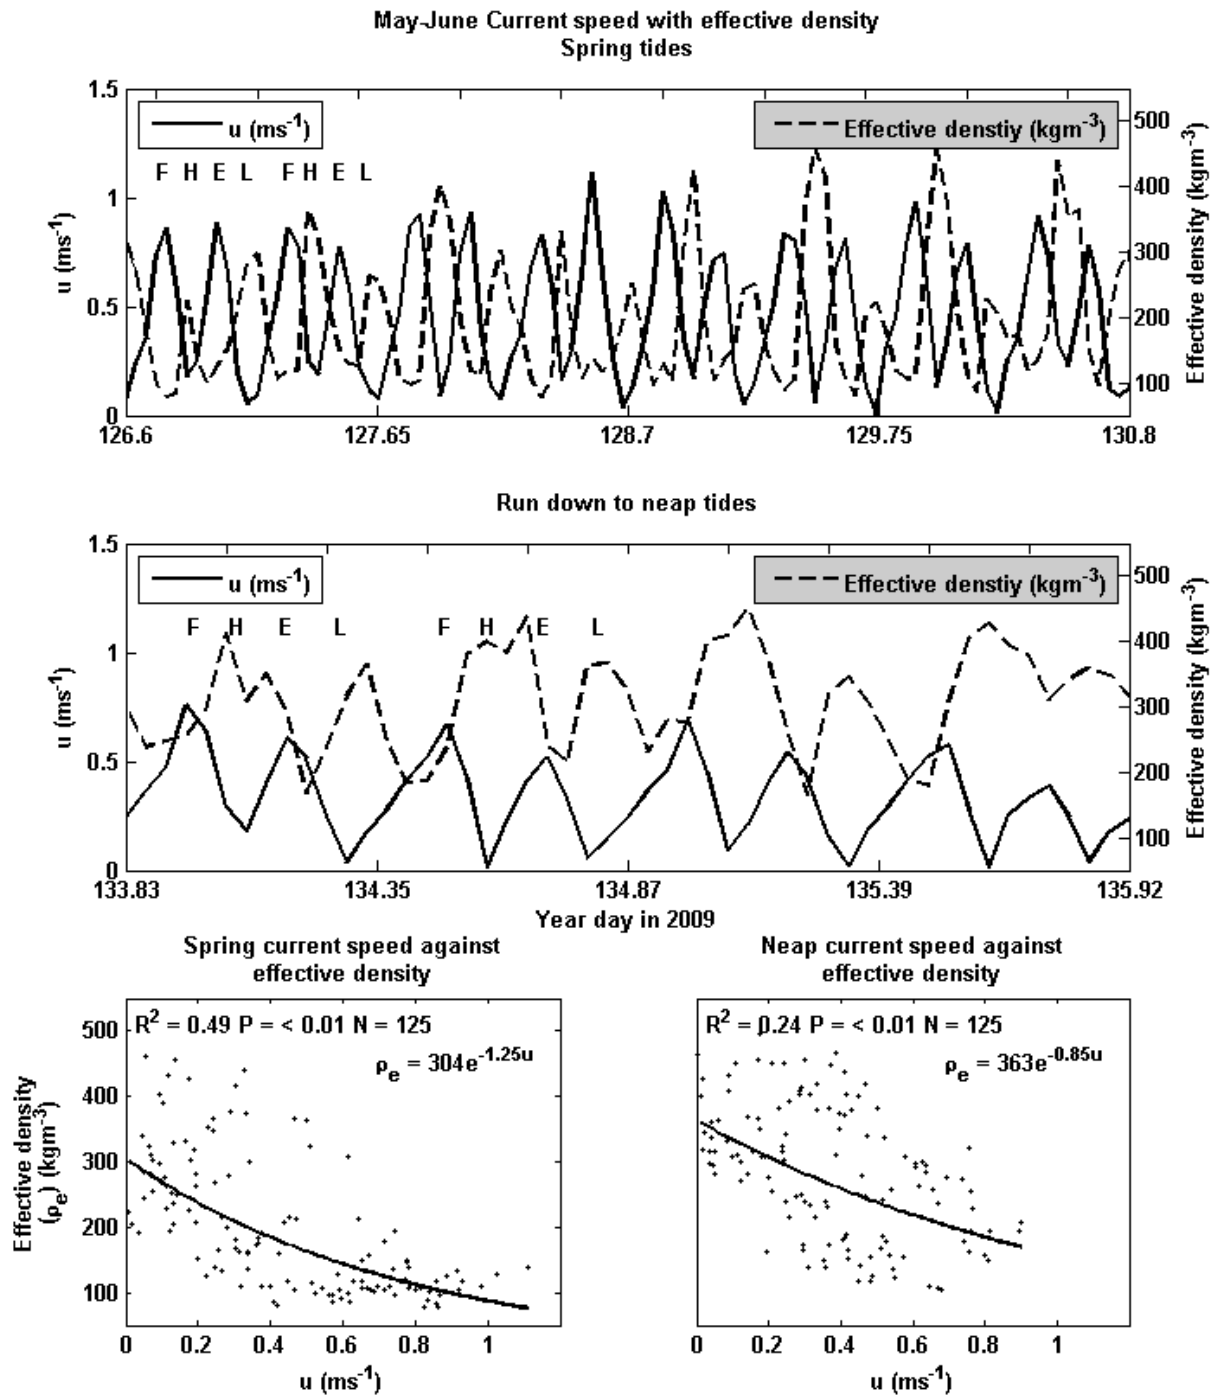 May-June Current speed with effective density
Spring tides
1.5
1
0.5
0
u (ms⁻¹)
u (ms⁻¹)
Effective denstiy (kgm⁻³)
F H E L F H E L
500
400
300
200
100
Effective density (kgm⁻³)
126.6 127.65 128.7 129.75 130.8
Run down to neap tides
1.5
1
0.5
0
u (ms⁻¹)
u (ms⁻¹)
Effective denstiy (kgm⁻³)
F H E L F H E L
500
400
300
200
100
Effective density (kgm⁻³)
133.83 134.35 134.87 135.39 135.92
Year day in 2009
Spring current speed against
effective density
R² = 0.49 P = < 0.01 N = 125
ρₑ = 304e⁻¹·²⁵ᵘ
500
400
300
200
100
Effective density
(ρₑ) (kgm⁻³)
0 0.2 0.4 0.6 0.8 1
u (ms⁻¹)
Neap current speed against
effective density
R² = 0.24 P = < 0.01 N = 125
ρₑ = 363e⁻⁰·⁸⁵ᵘ
0 0.2 0.4 0.6 0.8 1
u (ms⁻¹)